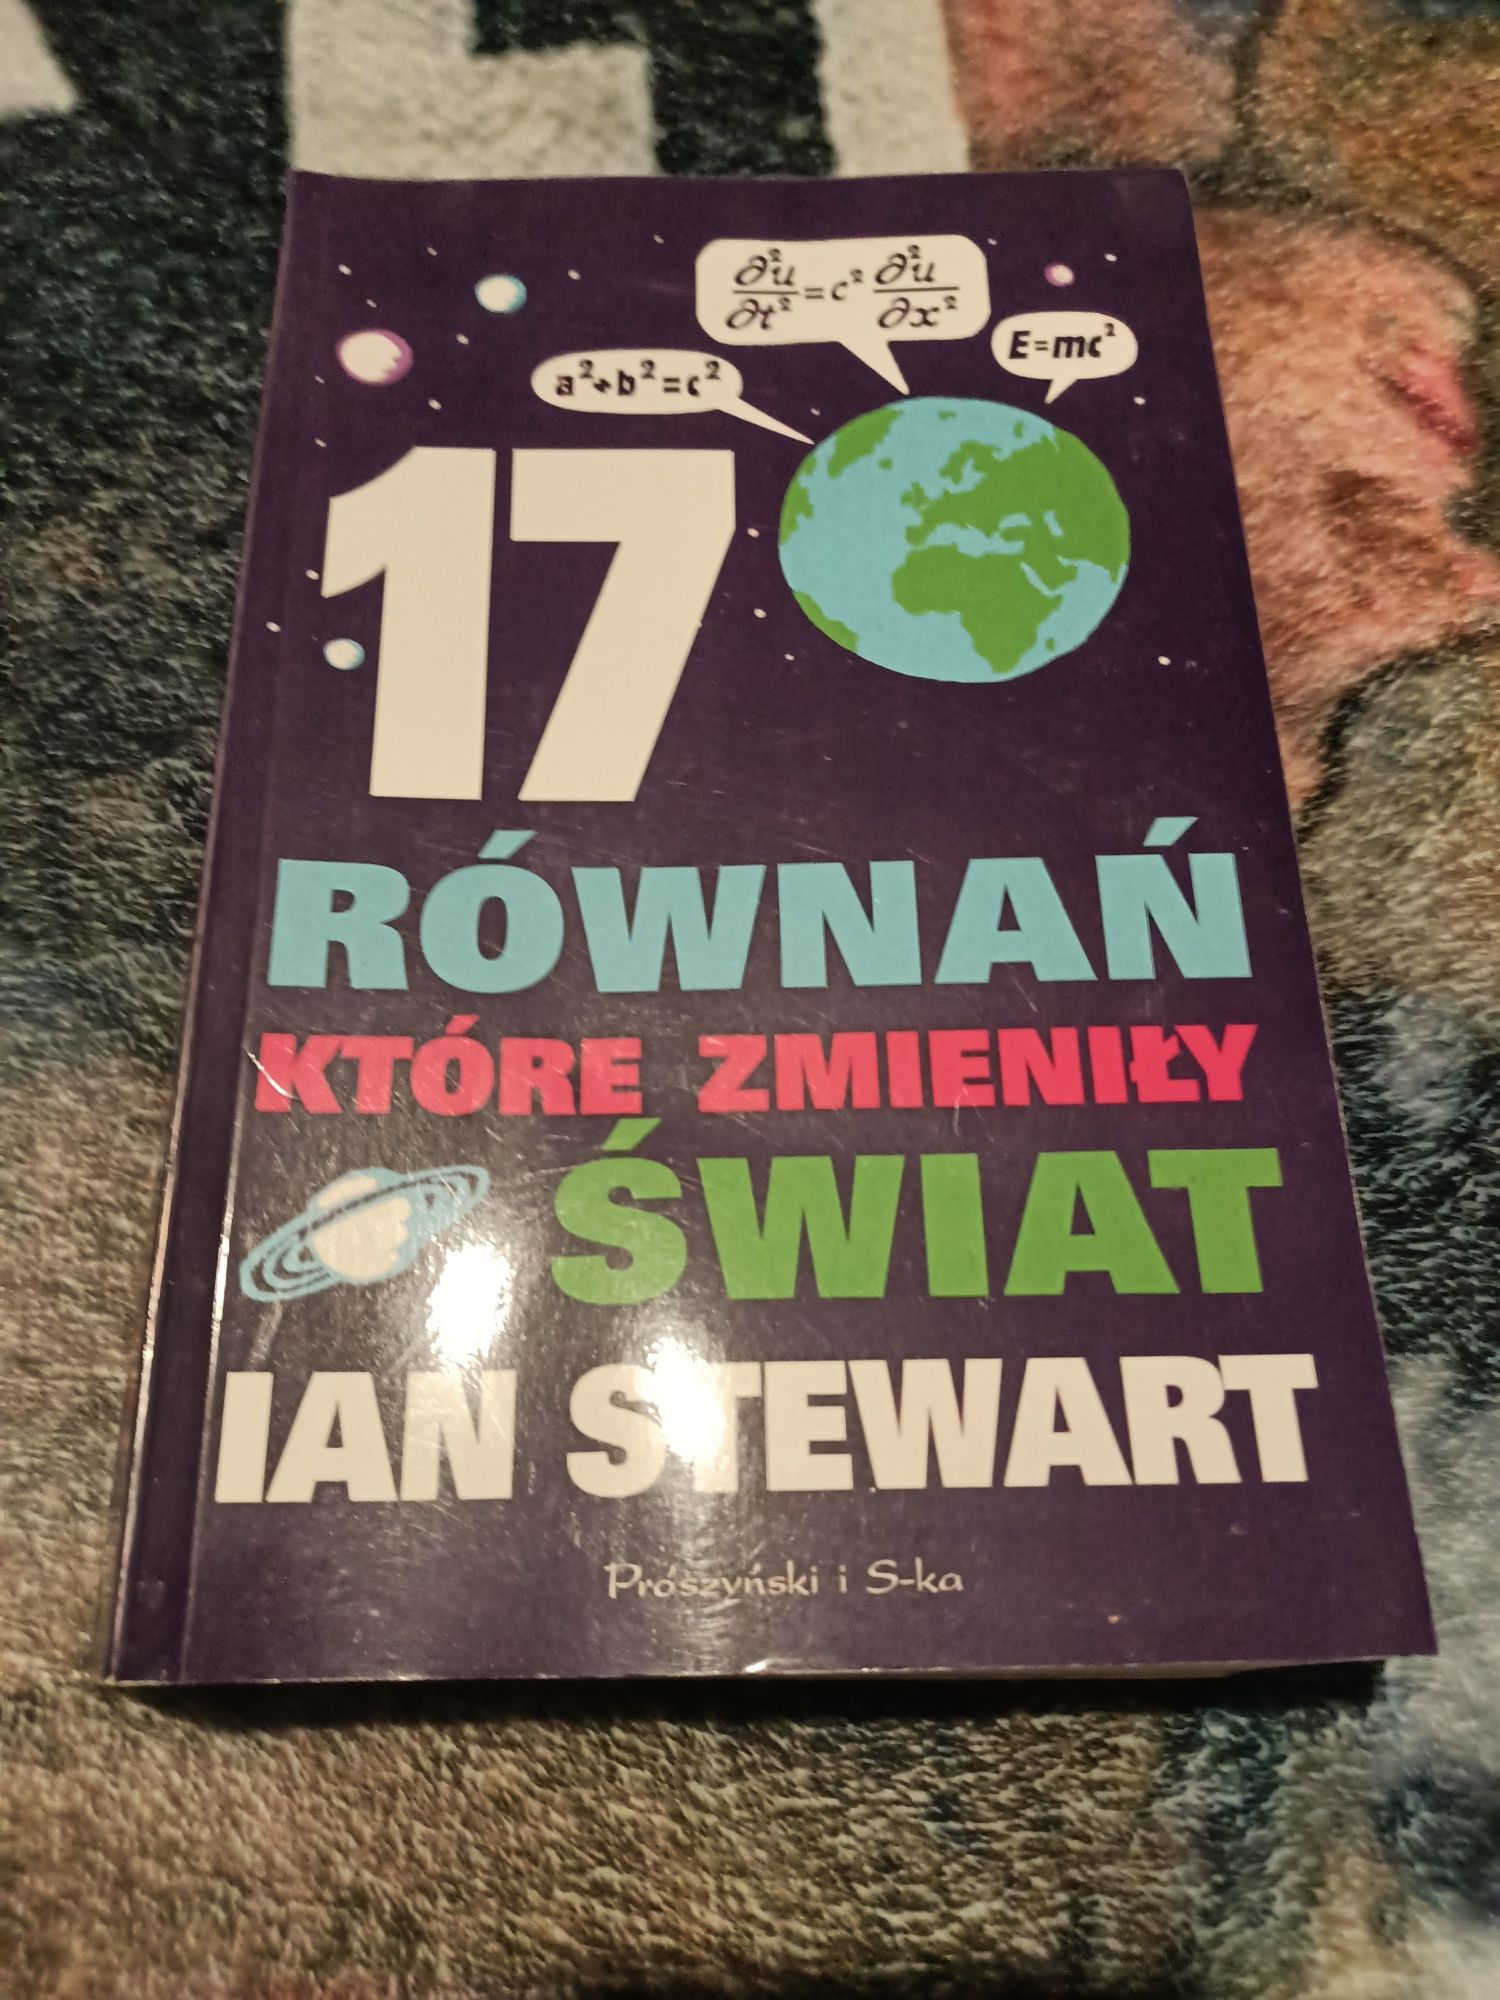 ∂²u/∂t² = c² ∂²u/∂x²
E=mc²
a²+b²=c²
17
RÓWNAŃ
KTÓRE ZMIENIŁY
ŚWIAT
IAN STEWART
Prószyński i S-ka